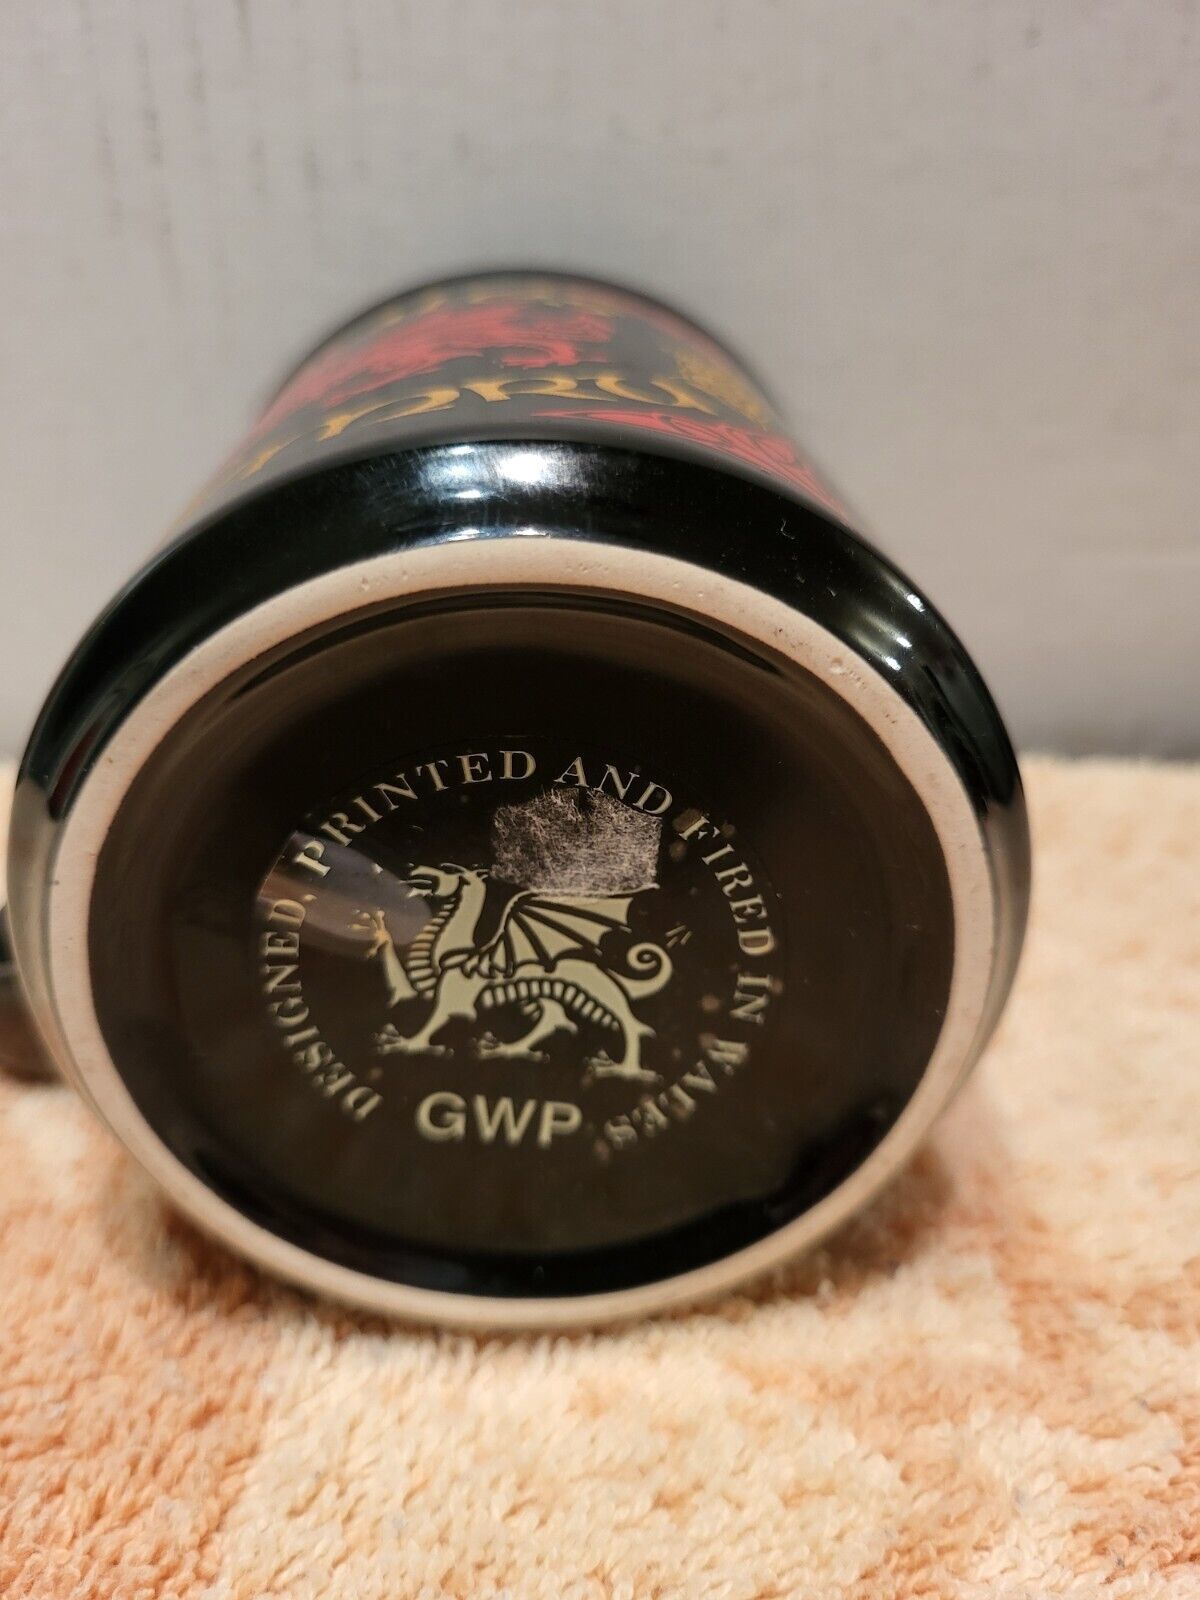 DESIGNED, PRINTED AND FIRED IN WALES
GWP